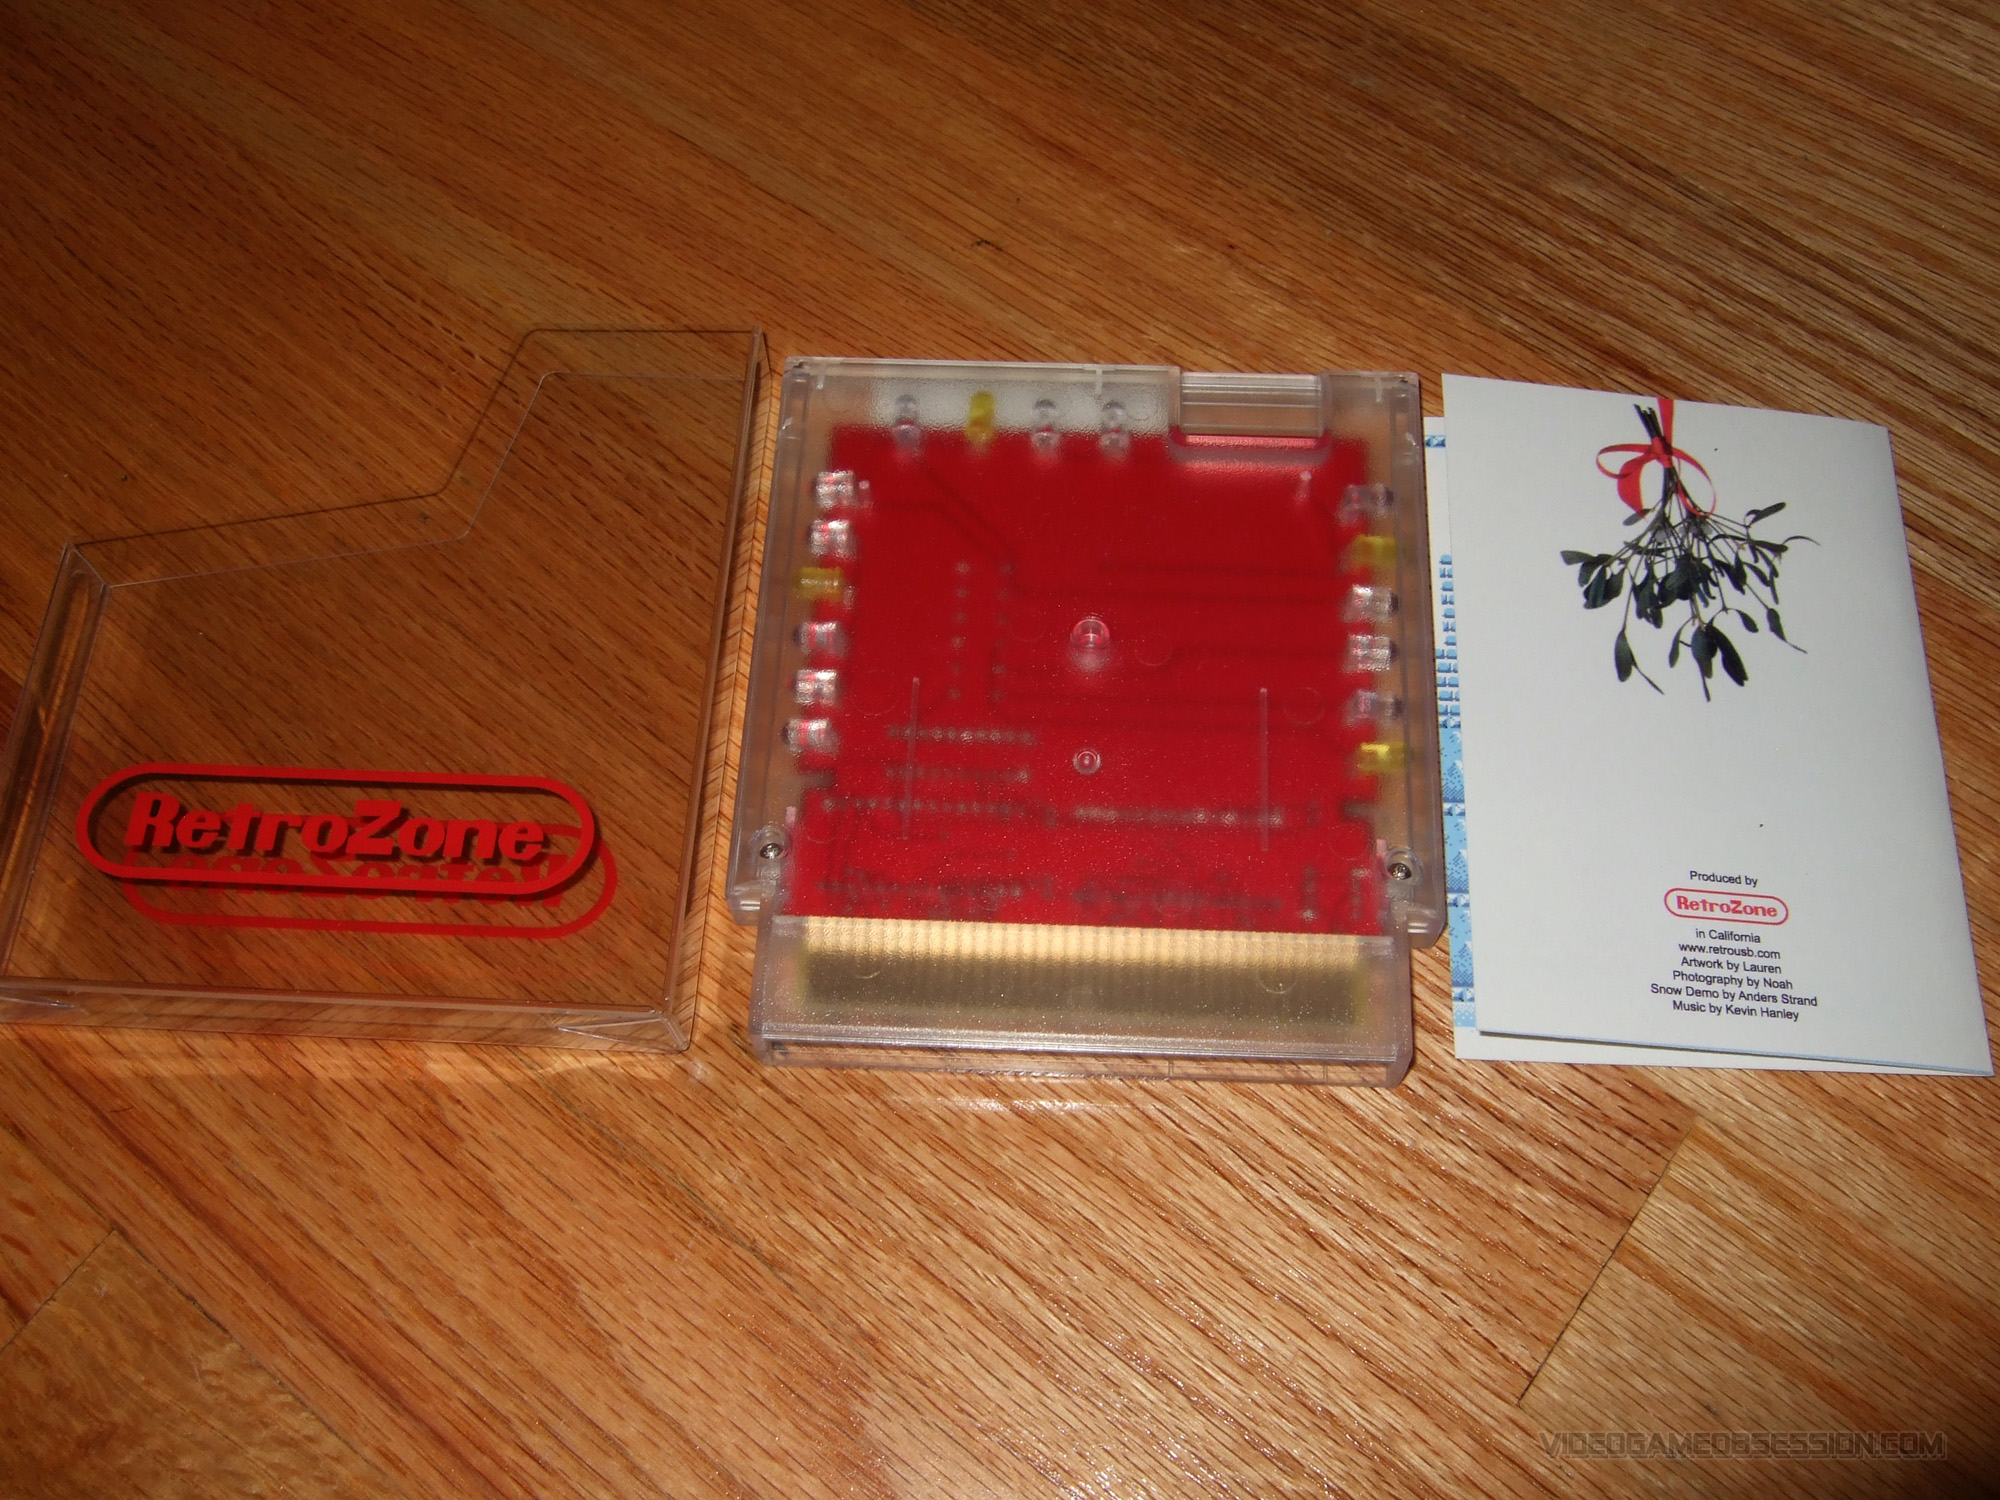 RetroZone
Produced by
RetroZone
in California
www.retrousb.com
Artwork by Lauren
Photography by Noah
Snow Demo by Anders Strand
Music by Kevin Hanley
VIDEOGAMEOBSESSION.COM